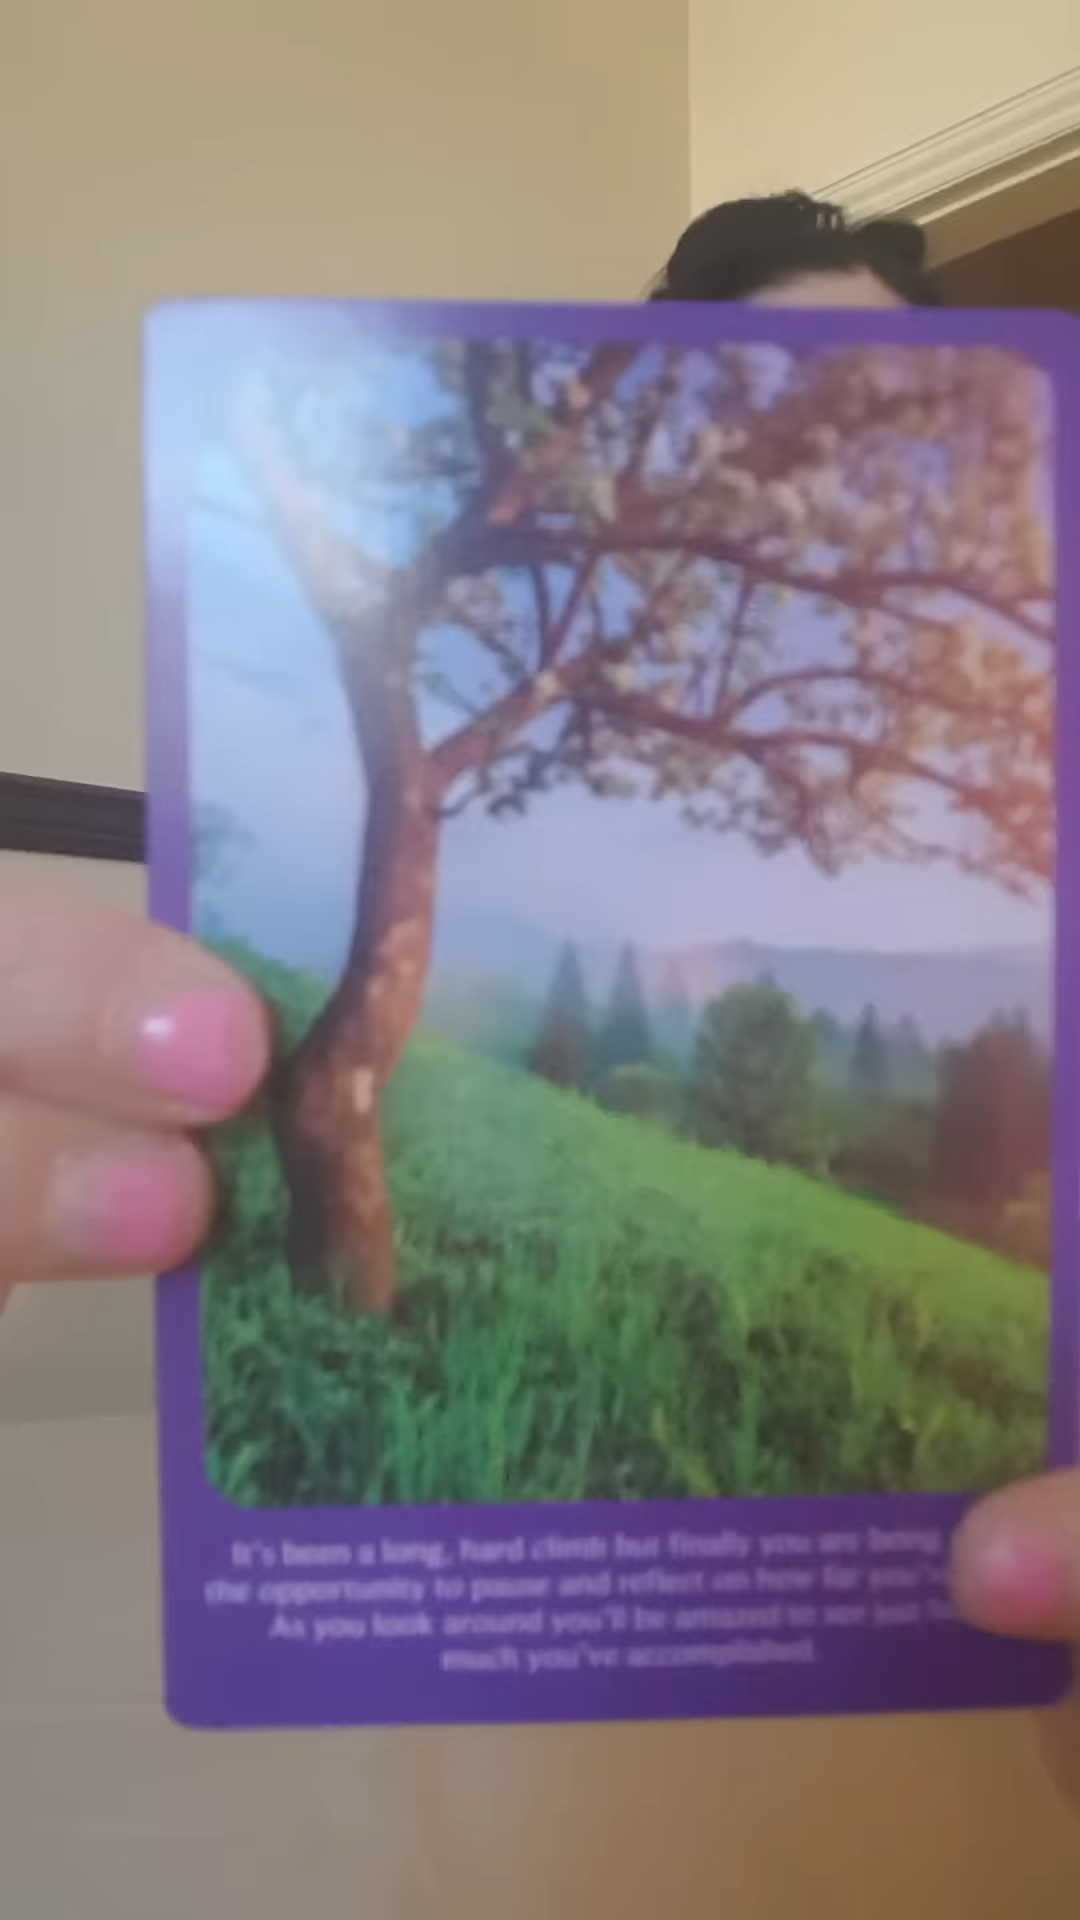 It's been a long, hard climb but finally you are being
the opportunity to pause and reflect on how far you'v
As you look around you'll be amazed to see just h
much you've accomplished.